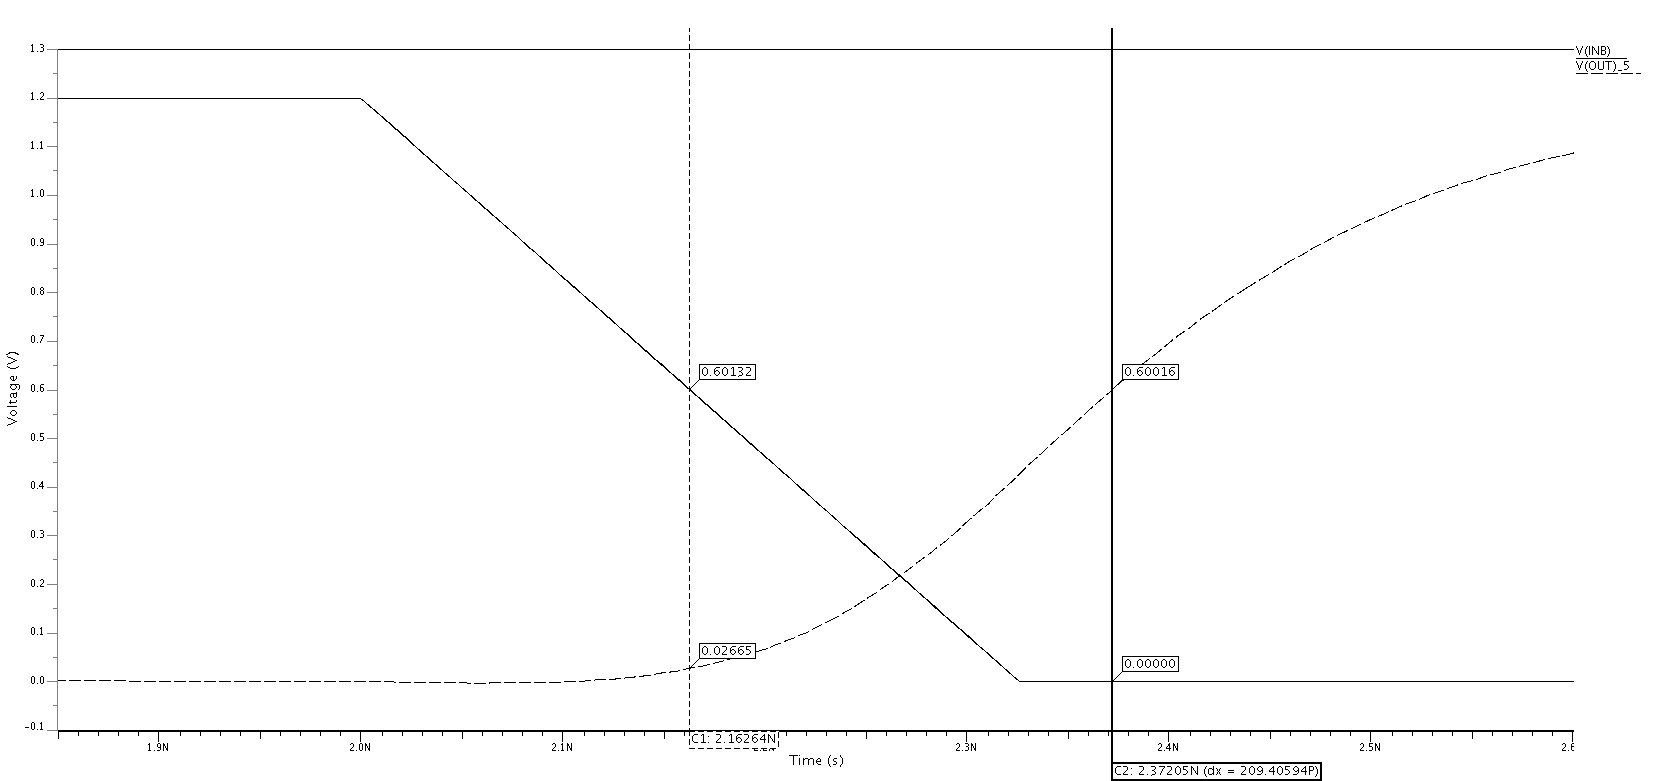 V(INB)
V(OUT)_5
1.3
1.2
1.1
1.0
0.9
0.8
0.7
0.6
0.5
0.4
0.3
0.2
0.1
0.0
-0.1
Voltage (V)
0.60132
0.60016
0.02665
0.00000
1.9N
2.0N
2.1N
2.3N
2.4N
2.5N
C1: 2.16264N
Time (s)
C2: 2.37205N (dx = 209.40594P)